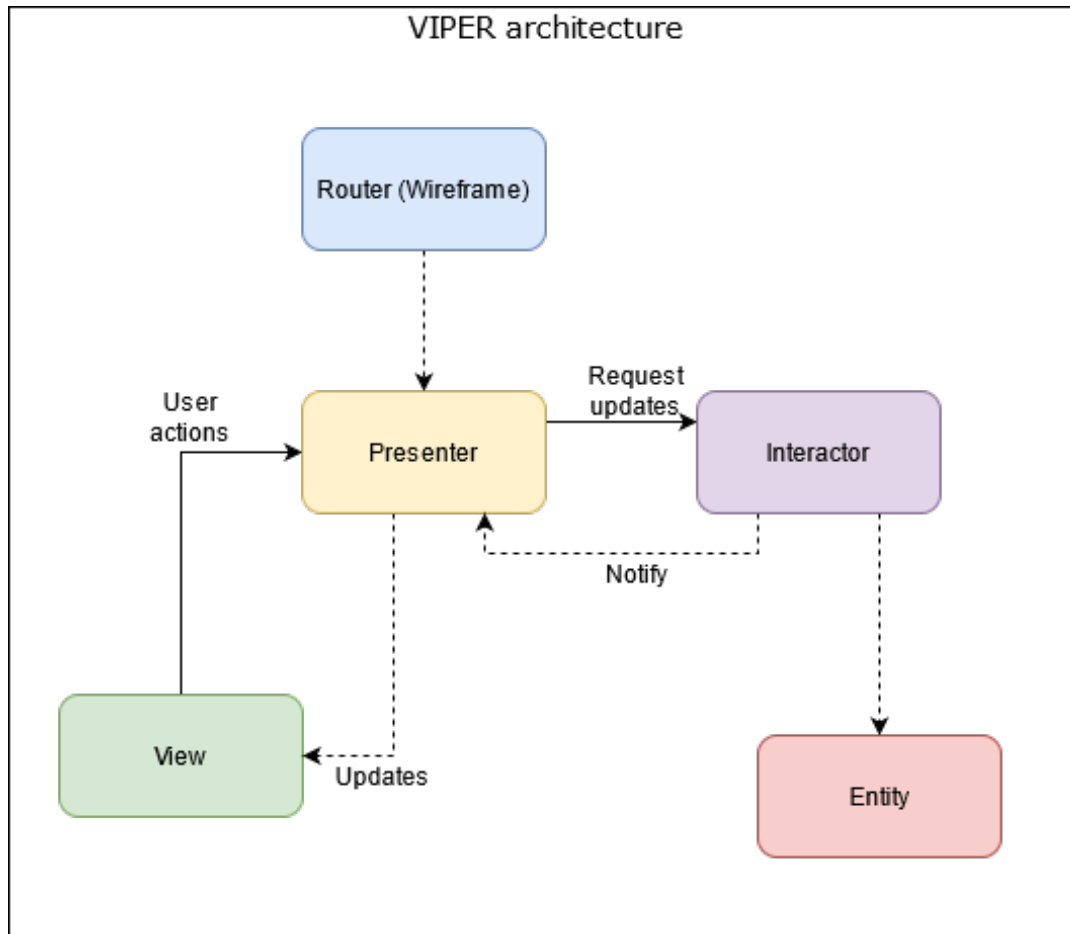 VIPER architecture
Router (Wireframe)
Request
updates
User
actions
Presenter
Interactor
Notify
View
Updates
Entity